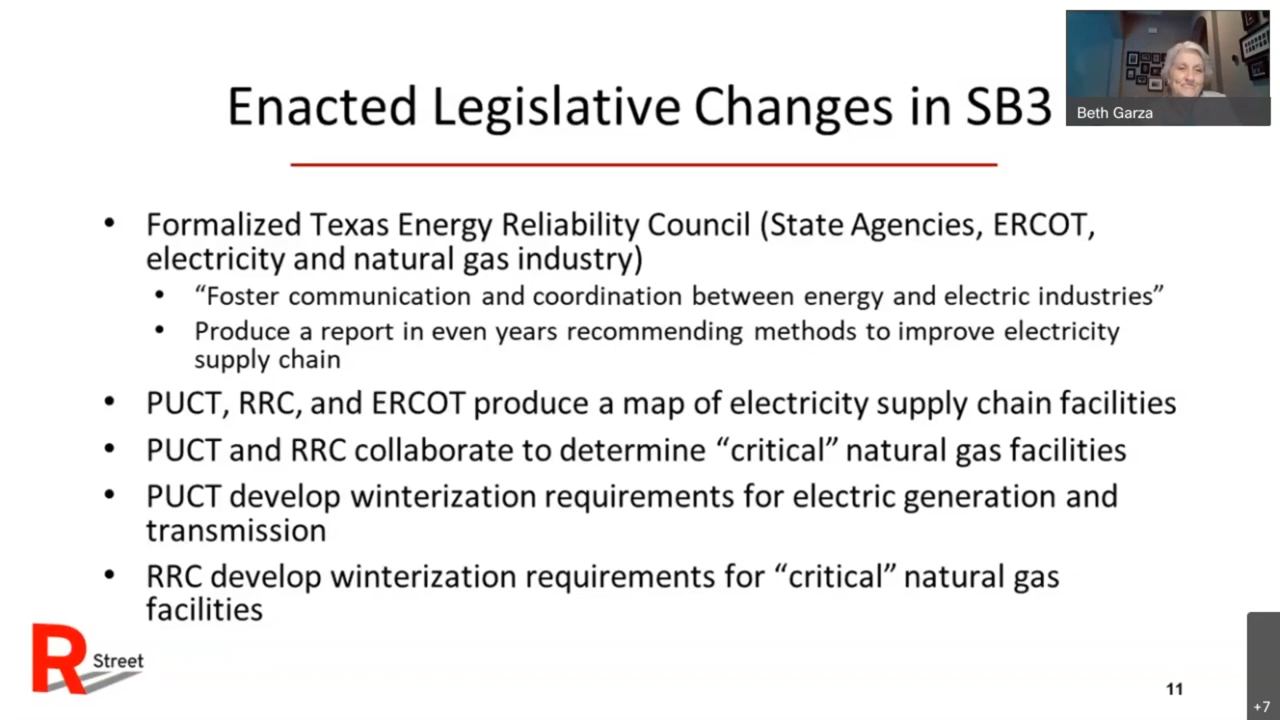 Enacted Legislative Changes in SB3
Beth Garza
• Formalized Texas Energy Reliability Council (State Agencies, ERCOT,
electricity and natural gas industry)
• “Foster communication and coordination between energy and electric industries”
• Produce a report in even years recommending methods to improve electricity
supply chain
• PUCT, RRC, and ERCOT produce a map of electricity supply chain facilities
• PUCT and RRC collaborate to determine “critical” natural gas facilities
• PUCT develop winterization requirements for electric generation and
transmission
• RRC develop winterization requirements for “critical” natural gas
facilities
R Street
11
+7